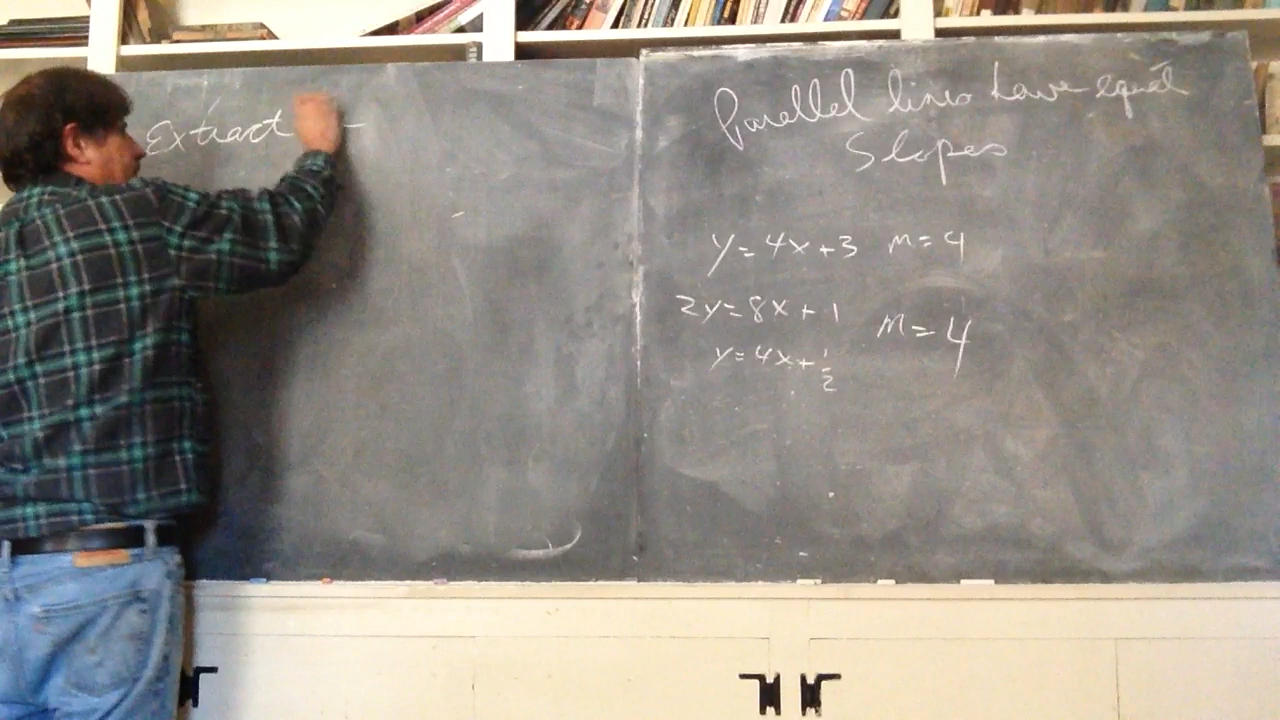 Extract
Parallel lines have equal
Slopes
y=4x+3 m=4
2y=8x+1
m=4
y=4x+1/2